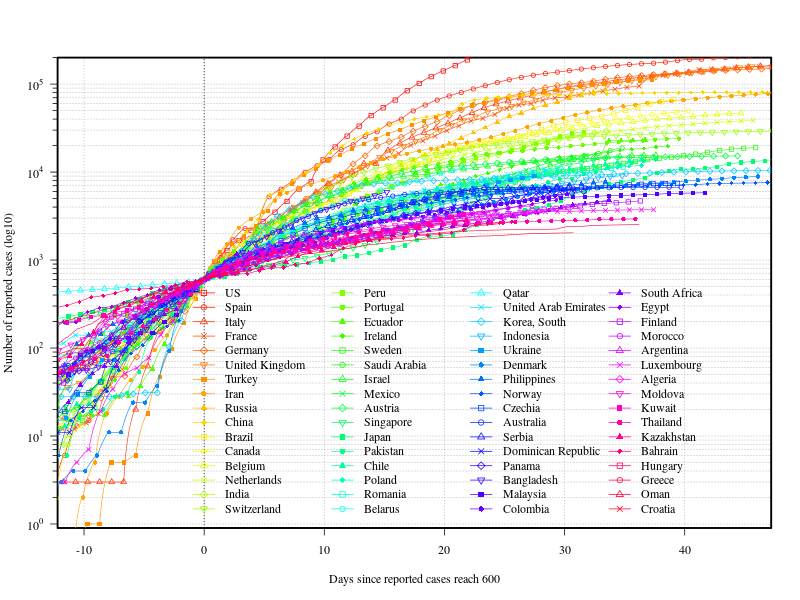 10⁵
10⁴
10³
10²
10¹
10⁰
Number of reported cases (log10)
US Peru Qatar South Africa
Spain Portugal United Arab Emirates Egypt
Italy Ecuador Korea, South Finland
France Ireland Indonesia Morocco
Germany Sweden Ukraine Argentina
United Kingdom Saudi Arabia Denmark Luxembourg
Turkey Israel Philippines Algeria
Iran Mexico Norway Moldova
Russia Austria Czechia Kuwait
China Singapore Australia Thailand
Brazil Japan Serbia Kazakhstan
Canada Pakistan Dominican Republic Bahrain
Belgium Chile Panama Hungary
Netherlands Poland Bangladesh Greece
India Romania Malaysia Oman
Switzerland Belarus Colombia Croatia
-10 0 10 20 30 40
Days since reported cases reach 600